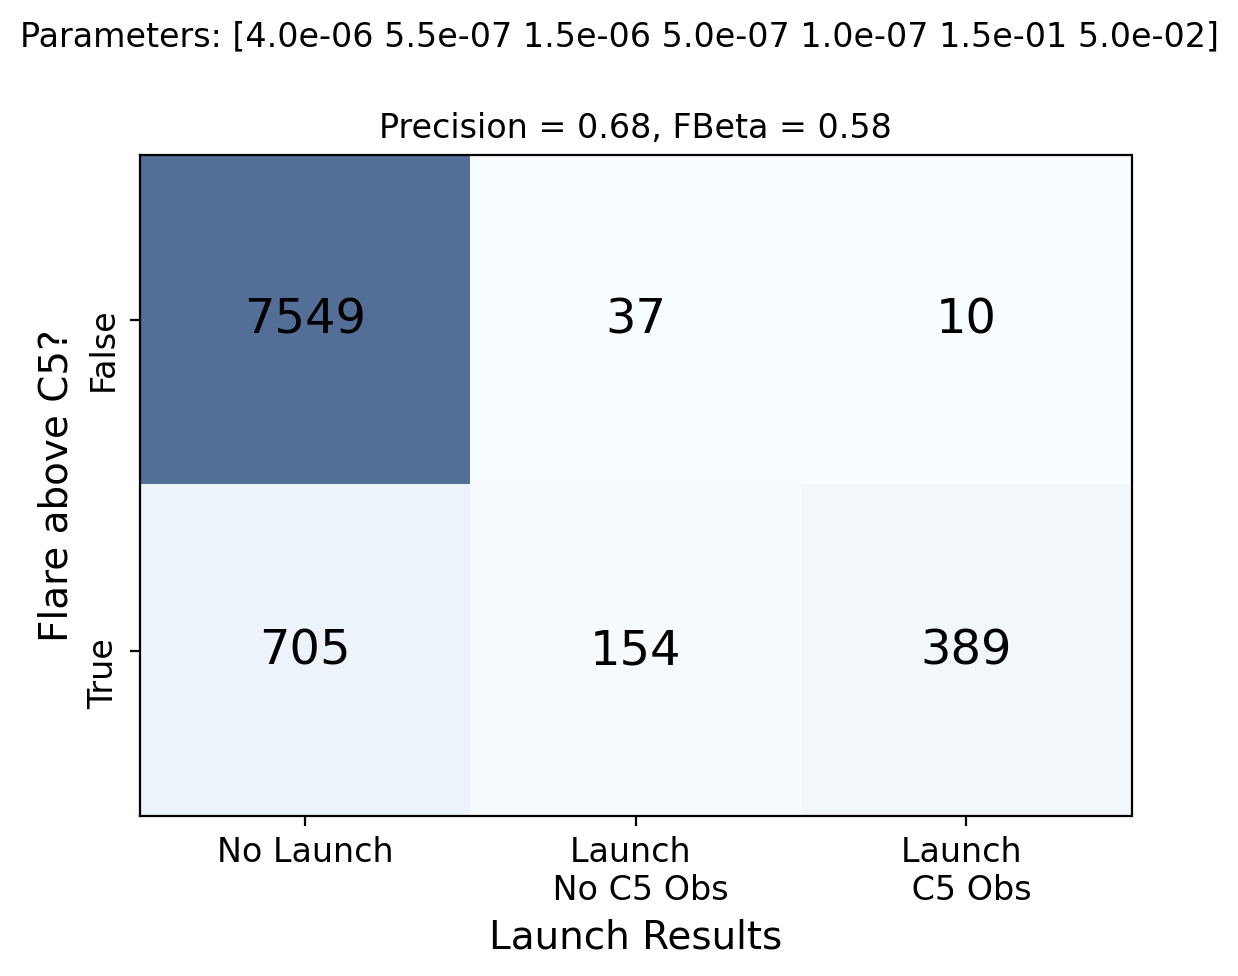 Parameters: [4.0e-06 5.5e-07 1.5e-06 5.0e-07 1.0e-07 1.5e-01 5.0e-02]
Precision = 0.68, FBeta = 0.58
Flare above C5?
False
7549 37 10
True
705 154 389
No Launch
Launch
No C5 Obs
Launch
C5 Obs
Launch Results